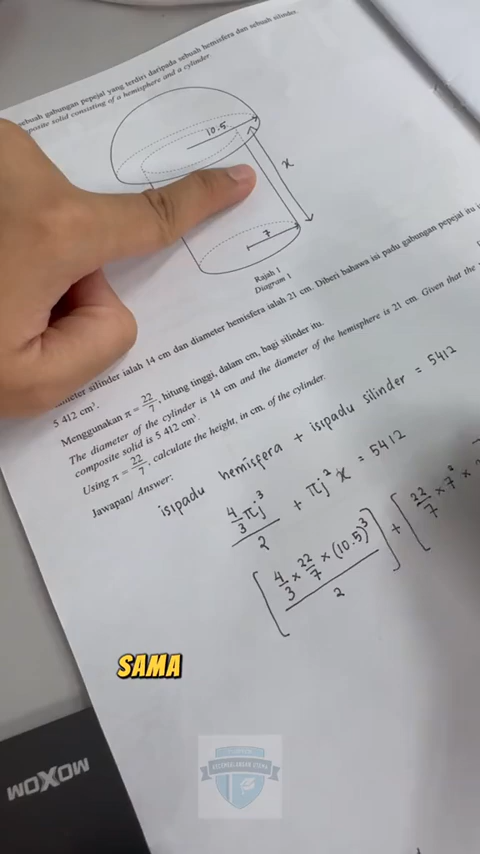 sebuah gabungan pepejal yang terdiri daripada sebuah hemisfera dan sebuah silinder.
posite solid consisting of a hemisphere and a cylinder.
10.5
x
7
Rajah 1
Diagram 1
meter silinder ialah 14 cm dan diameter hemisfera ialah 21 cm. Diberi bahawa isi padu gabungan pepejal itu
5 412 cm³.
Menggunakan π = 22/7, hitung tinggi, dalam cm, bagi silinder itu.
The diameter of the cylinder is 14 cm and the diameter of the hemisphere is 21 cm. Given that the
composite solid is 5 412 cm³.
Using π = 22/7, calculate the height, in cm, of the cylinder.
Jawapan/ Answer:
isipadu hemisfera + isipadu silinder = 5412
4/3 πj³ / 2 + πj² x = 5412
[4/3 × 22/7 × (10.5)³ / 2] + [22/7 × 7² ×
SAMA
MOXOM